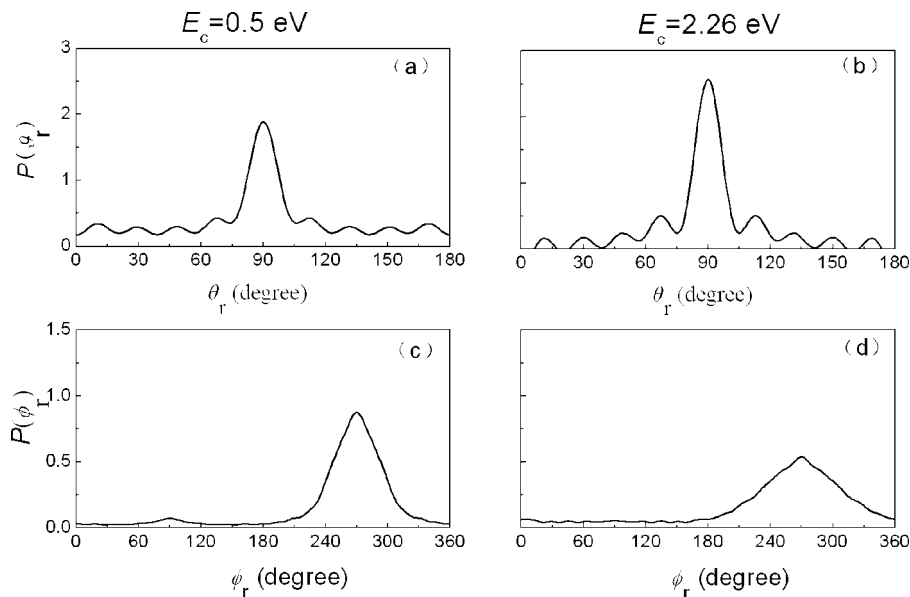 E_c=0.5 eV
E_c=2.26 eV
(a)
(b)
3
2
1
0
P(θ_r
0 30 60 90 120 150 180
0 30 60 90 120 150 180
θ_r (degree)
θ_r (degree)
(c)
(d)
1.5
1.0
0.5
0.0
P(ϕ_r)
0 60 120 180 240 300 360
0 60 120 180 240 300 360
ϕ_r (degree)
ϕ_r (degree)